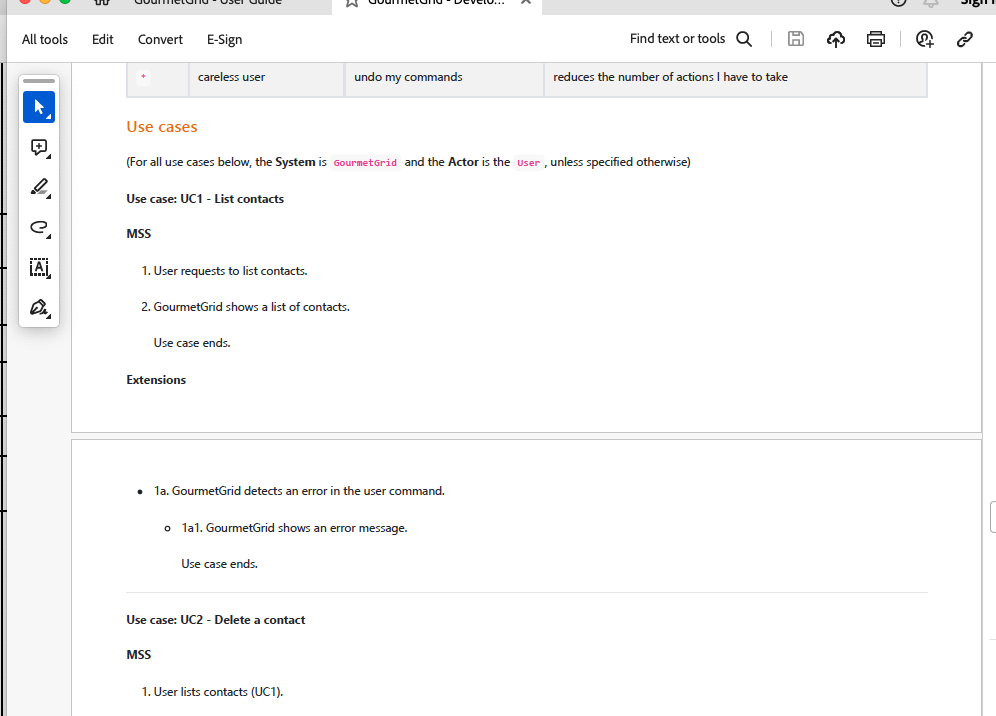 GourmetGrid - User Guide
GourmetGrid - Develo...
Sign in
All tools
Edit
Convert
E-Sign
Find text or tools
* careless user undo my commands reduces the number of actions I have to take
Use cases
(For all use cases below, the System is GourmetGrid and the Actor is the User, unless specified otherwise)
Use case: UC1 - List contacts
MSS
1. User requests to list contacts.
2. GourmetGrid shows a list of contacts.
Use case ends.
Extensions
• 1a. GourmetGrid detects an error in the user command.
◦ 1a1. GourmetGrid shows an error message.
Use case ends.
Use case: UC2 - Delete a contact
MSS
1. User lists contacts (UC1).